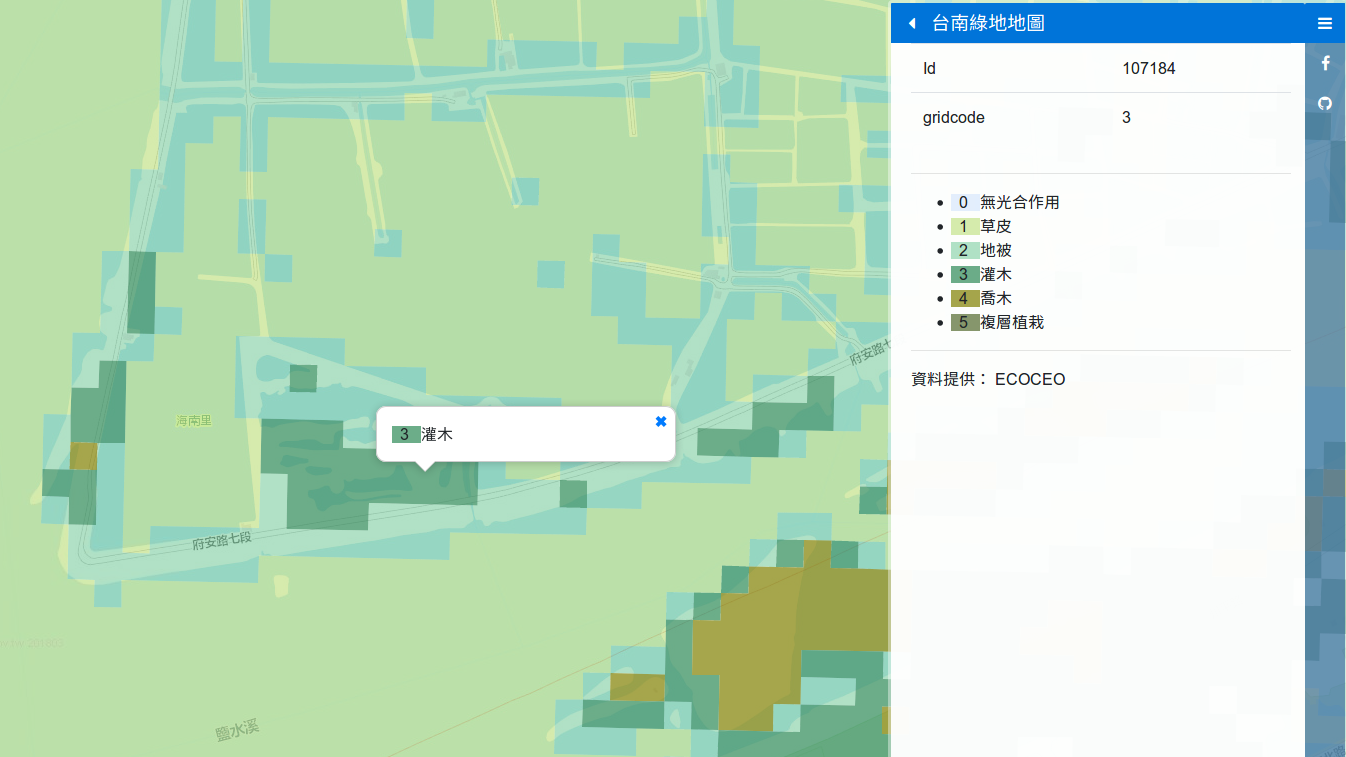 台南綠地地圖
Id 107184
gridcode 3
0 無光合作用
1 草皮
2 地被
3 灌木
4 喬木
5 複層植栽
資料提供： ECOCEO
府安路七
海南里
3 灌木
府安路七段
鹽水溪